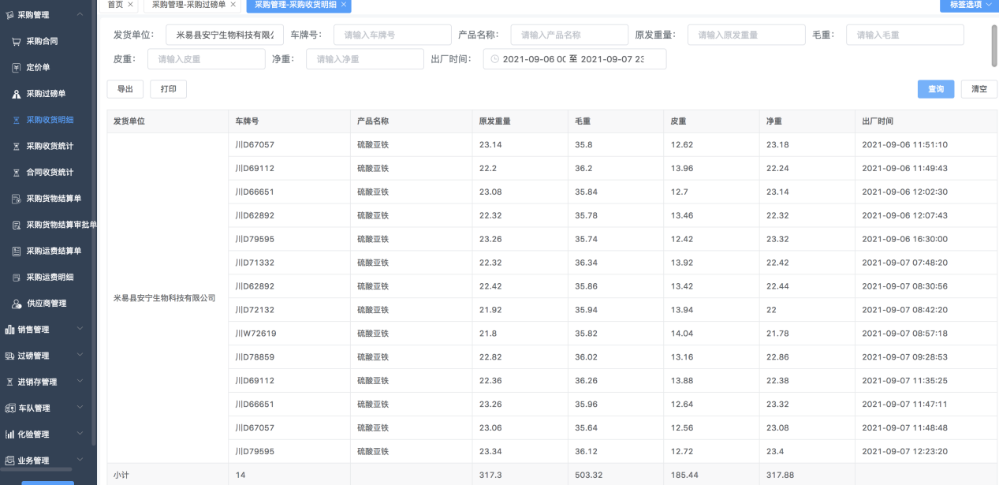 首页 ×
采购管理-采购过磅单 ×
采购管理-采购收货明细 ×
标签选项
采购管理
采购合同
定价单
采购过磅单
采购收货明细
采购收货统计
合同收货统计
采购货物结算单
采购货物结算审批单
采购运费结算单
采购运费明细
供应商管理
销售管理
过磅管理
进销存管理
车队管理
化验管理
业务管理
发货单位: 米易县安宁生物科技有限 车牌号: 请输入车牌号 产品名称: 请输入产品名称 原发重量: 请输入原发重量 毛重: 请输入毛重
皮重: 请输入皮重 净重: 请输入净重 出厂时间: 2021-09-06 00 至 2021-09-07 23
导出 打印 查询 清空
发货单位 车牌号 产品名称 原发重量 毛重 皮重 净重 出厂时间
川D67057 硫酸亚铁 23.14 35.8 12.62 23.18 2021-09-06 11:51:10
川D69112 硫酸亚铁 22.2 36.2 13.96 22.24 2021-09-06 11:49:43
川D66651 硫酸亚铁 23.08 35.84 12.7 23.14 2021-09-06 12:02:30
川D62892 硫酸亚铁 22.32 35.78 13.46 22.32 2021-09-06 12:07:43
川D79595 硫酸亚铁 23.26 35.74 12.42 23.32 2021-09-06 16:30:00
川D71332 硫酸亚铁 22.32 36.34 13.92 22.42 2021-09-07 07:48:20
川D62892 硫酸亚铁 22.42 35.86 13.42 22.44 2021-09-07 08:30:56
米易县安宁生物科技有限公司
川D72132 硫酸亚铁 21.92 35.94 13.94 22 2021-09-07 08:42:20
川W72619 硫酸亚铁 21.8 35.82 14.04 21.78 2021-09-07 08:57:18
川D78859 硫酸亚铁 22.82 36.02 13.16 22.86 2021-09-07 09:28:53
川D69112 硫酸亚铁 22.36 36.26 13.88 22.38 2021-09-07 11:35:25
川D66651 硫酸亚铁 23.26 35.96 12.64 23.32 2021-09-07 11:47:11
川D67057 硫酸亚铁 23.06 35.64 12.56 23.08 2021-09-07 11:48:48
川D79595 硫酸亚铁 23.34 36.12 12.72 23.4 2021-09-07 12:23:20
小计 14 317.3 503.32 185.44 317.88